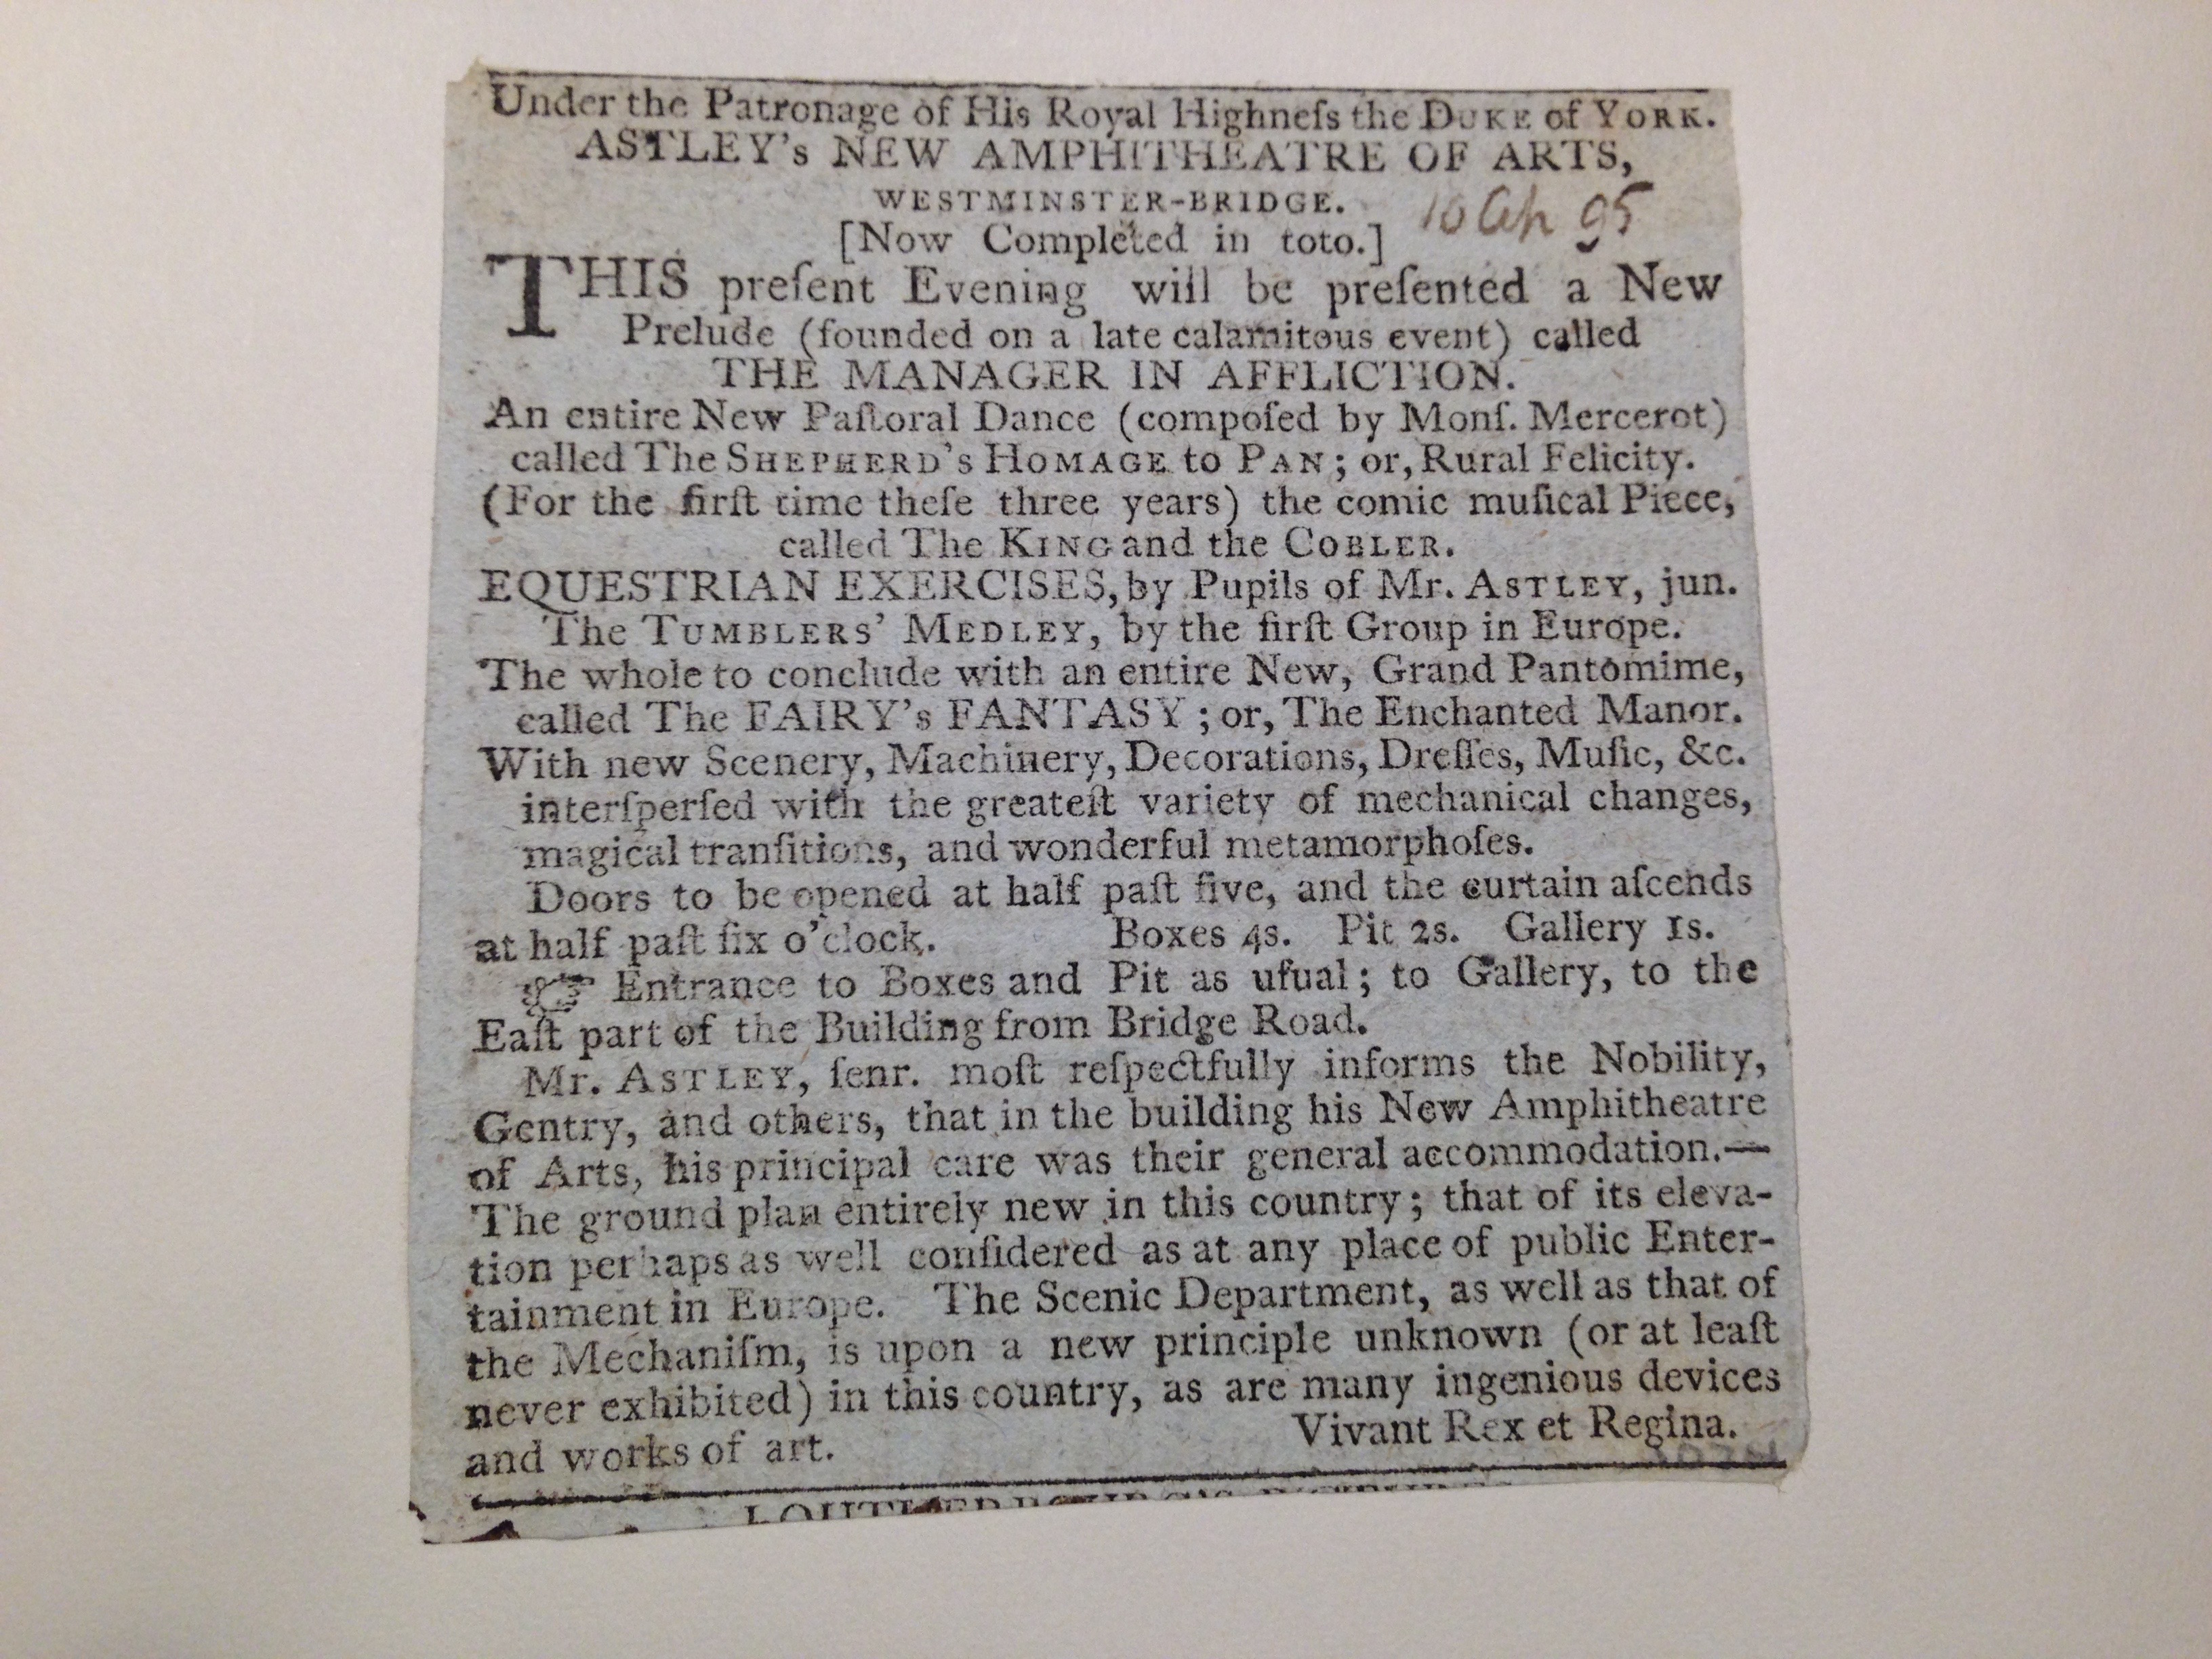 Under the Patronage of His Royal Highneſs the DUKE of YORK.
ASTLEY's NEW AMPHITHEATRE OF ARTS,
WESTMINSTER-BRIDGE.
10 Ap 95
[Now Completed in toto.]
THIS preſent Evening will be preſented a New
Prelude (founded on a late calamitous event) called
THE MANAGER IN AFFLICTION.
An entire New Paſtoral Dance (compoſed by Monſ. Mercerot)
called The SHEPHERD's HOMAGE to PAN; or, Rural Felicity.
(For the firſt time theſe three years) the comic muſical Piece,
called The KING and the COBLER.
EQUESTRIAN EXERCISES, by Pupils of Mr. ASTLEY, jun.
The TUMBLERS' MEDLEY, by the firſt Group in Europe.
The whole to conclude with an entire New, Grand Pantomime,
called The FAIRY's FANTASY; or, The Enchanted Manor.
With new Scenery, Machinery, Decorations, Dreſſes, Muſic, &c.
interſperſed with the greateſt variety of mechanical changes,
magical tranſitions, and wonderful metamorphoſes.
Doors to be opened at half paſt five, and the curtain aſcends
at half paſt ſix o'clock. Boxes 4s. Pit 2s. Gallery 1s.
☞ Entrance to Boxes and Pit as uſual; to Gallery, to the
Eaſt part of the Building from Bridge Road.
Mr. ASTLEY, ſenr. moſt reſpectfully informs the Nobility,
Gentry, and others, that in the building his New Amphitheatre
of Arts, his principal care was their general accommodation.—
The ground plan entirely new in this country; that of its eleva-
tion perhaps as well conſidered as at any place of public Enter-
tainment in Europe. The Scenic Department, as well as that of
the Mechaniſm, is upon a new principle unknown (or at leaſt
never exhibited) in this country, as are many ingenious devices
and works of art. Vivant Rex et Regina.